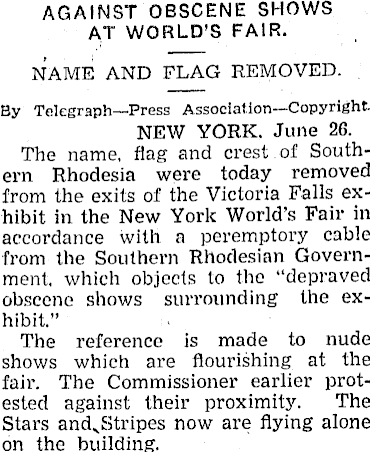 AGAINST OBSCENE SHOWS
AT WORLD'S FAIR.
NAME AND FLAG REMOVED.
By Telegraph—Press Association—Copyright.
NEW YORK, June 26.
The name, flag and crest of South-
ern Rhodesia were today removed
from the exits of the Victoria Falls ex-
hibit in the New York World's Fair in
accordance with a peremptory cable
from the Southern Rhodesian Govern-
ment, which objects to the "depraved
obscene shows surrounding the ex-
hibit."
The reference is made to nude
shows which are flourishing at the
fair. The Commissioner earlier prot-
ested against their proximity. The
Stars and Stripes now are flying alone
on the building.